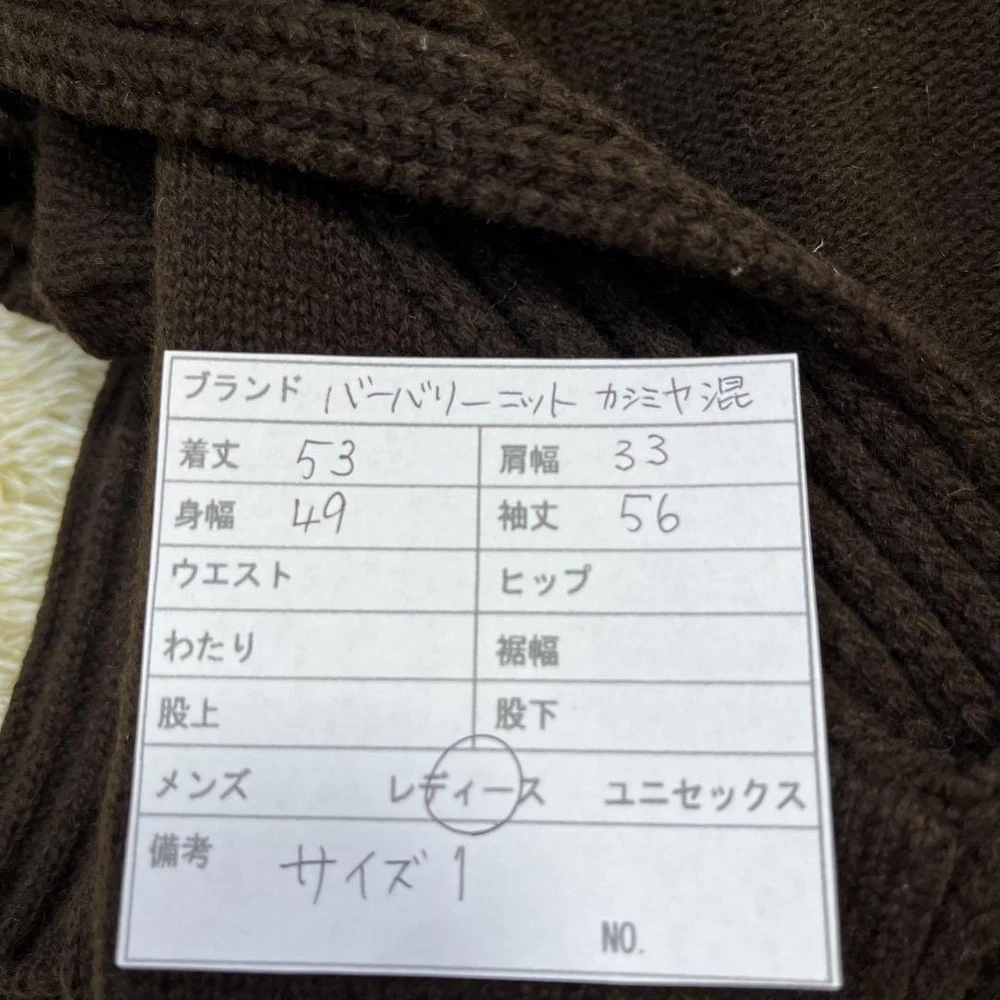 ブランド バーバリーニット カシミヤ混
着丈 53 肩幅 33
身幅 49 袖丈 56
ウエスト ヒップ
わたり 裾幅
股上 股下
メンズ レディース ユニセックス
備考 サイズ 1
NO.